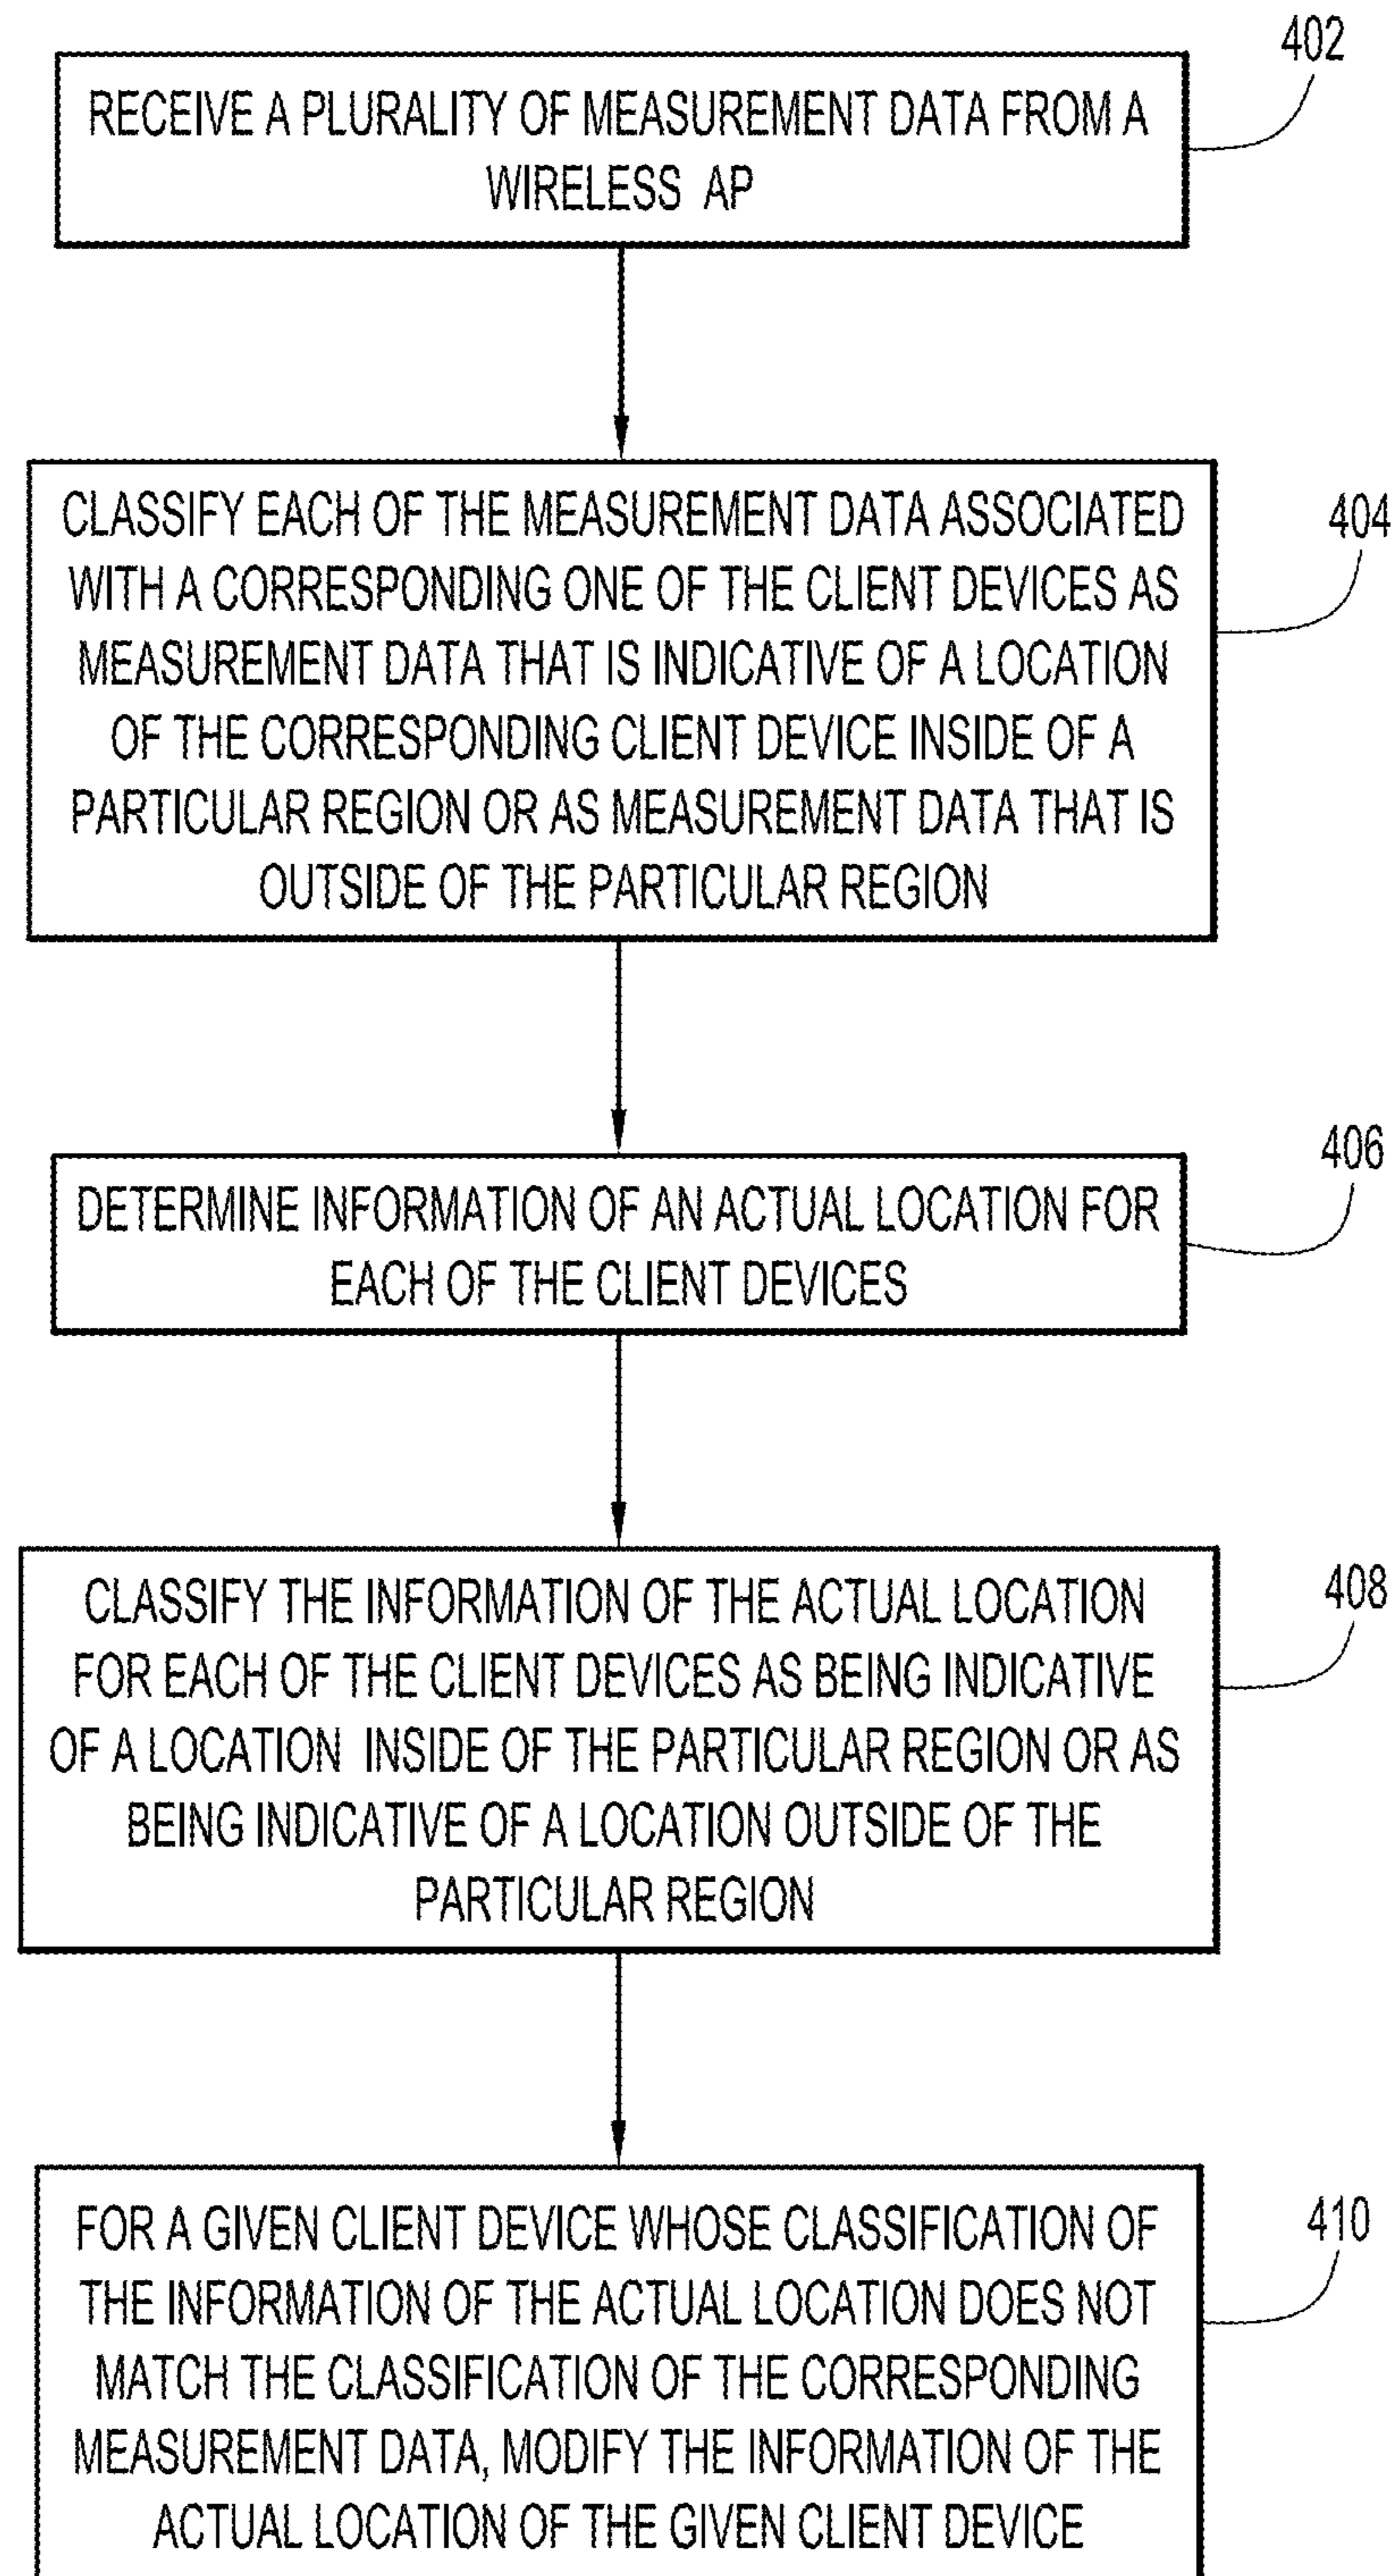 402
RECEIVE A PLURALITY OF MEASUREMENT DATA FROM A
WIRELESS AP
404
CLASSIFY EACH OF THE MEASUREMENT DATA ASSOCIATED
WITH A CORRESPONDING ONE OF THE CLIENT DEVICES AS
MEASUREMENT DATA THAT IS INDICATIVE OF A LOCATION
OF THE CORRESPONDING CLIENT DEVICE INSIDE OF A
PARTICULAR REGION OR AS MEASUREMENT DATA THAT IS
OUTSIDE OF THE PARTICULAR REGION
406
DETERMINE INFORMATION OF AN ACTUAL LOCATION FOR
EACH OF THE CLIENT DEVICES
408
CLASSIFY THE INFORMATION OF THE ACTUAL LOCATION
FOR EACH OF THE CLIENT DEVICES AS BEING INDICATIVE
OF A LOCATION INSIDE OF THE PARTICULAR REGION OR AS
BEING INDICATIVE OF A LOCATION OUTSIDE OF THE
PARTICULAR REGION
410
FOR A GIVEN CLIENT DEVICE WHOSE CLASSIFICATION OF
THE INFORMATION OF THE ACTUAL LOCATION DOES NOT
MATCH THE CLASSIFICATION OF THE CORRESPONDING
MEASUREMENT DATA, MODIFY THE INFORMATION OF THE
ACTUAL LOCATION OF THE GIVEN CLIENT DEVICE